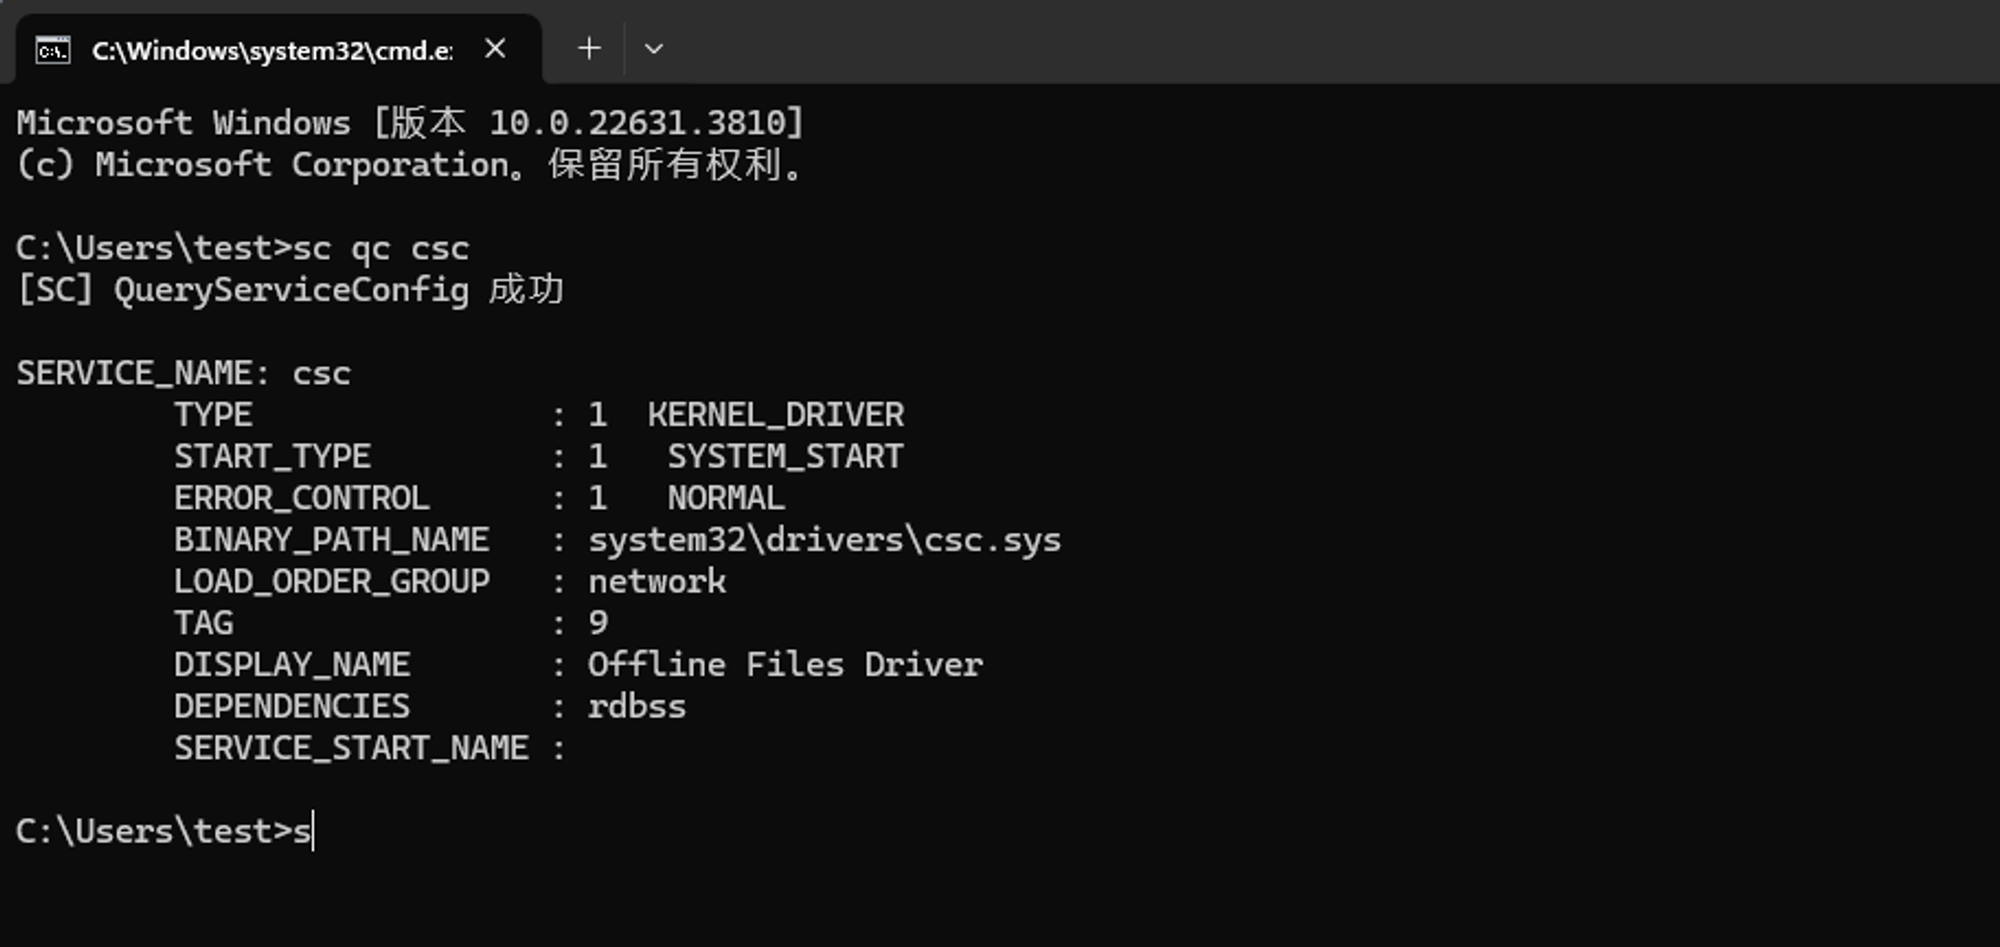 C:\Windows\system32\cmd.e
Microsoft Windows [版本 10.0.22631.3810]
(c) Microsoft Corporation。保留所有权利。
C:\Users\test>sc qc csc
[SC] QueryServiceConfig 成功
SERVICE_NAME: csc
TYPE : 1 KERNEL_DRIVER
START_TYPE : 1 SYSTEM_START
ERROR_CONTROL : 1 NORMAL
BINARY_PATH_NAME : system32\drivers\csc.sys
LOAD_ORDER_GROUP : network
TAG : 9
DISPLAY_NAME : Offline Files Driver
DEPENDENCIES : rdbss
SERVICE_START_NAME :
C:\Users\test>s